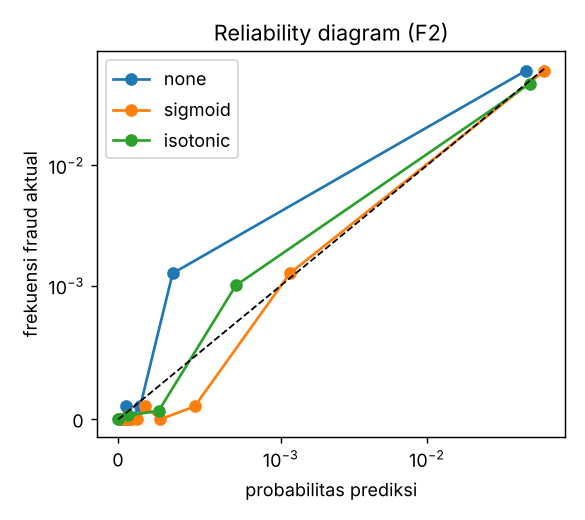 Reliability diagram (F2)
none
sigmoid
isotonic
frekuensi fraud aktual
10⁻²
10⁻³
0
0
10⁻³
10⁻²
probabilitas prediksi